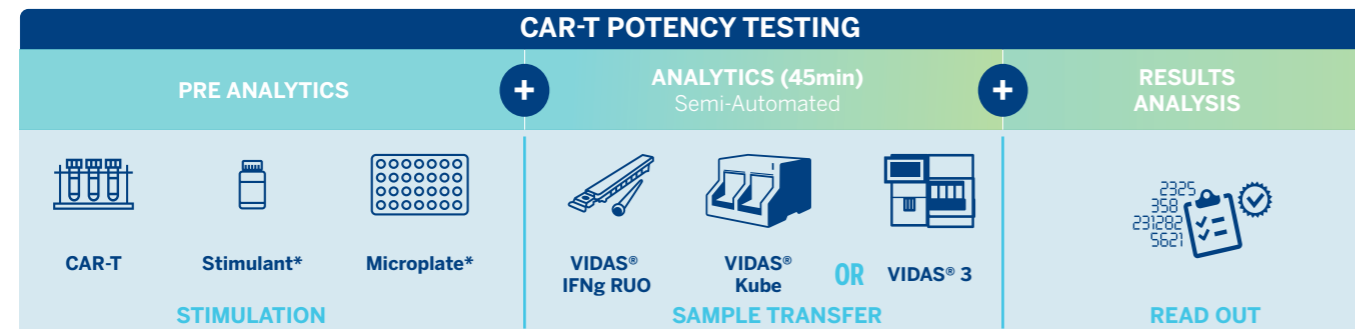 CAR-T POTENCY TESTING
PRE ANALYTICS
+
ANALYTICS (45min)
Semi-Automated
+
RESULTS
ANALYSIS
CAR-T
Stimulant*
Microplate*
STIMULATION
VIDAS®
IFNg RUO
VIDAS®
Kube
OR
VIDAS® 3
SAMPLE TRANSFER
2325
358
231282
5621
READ OUT